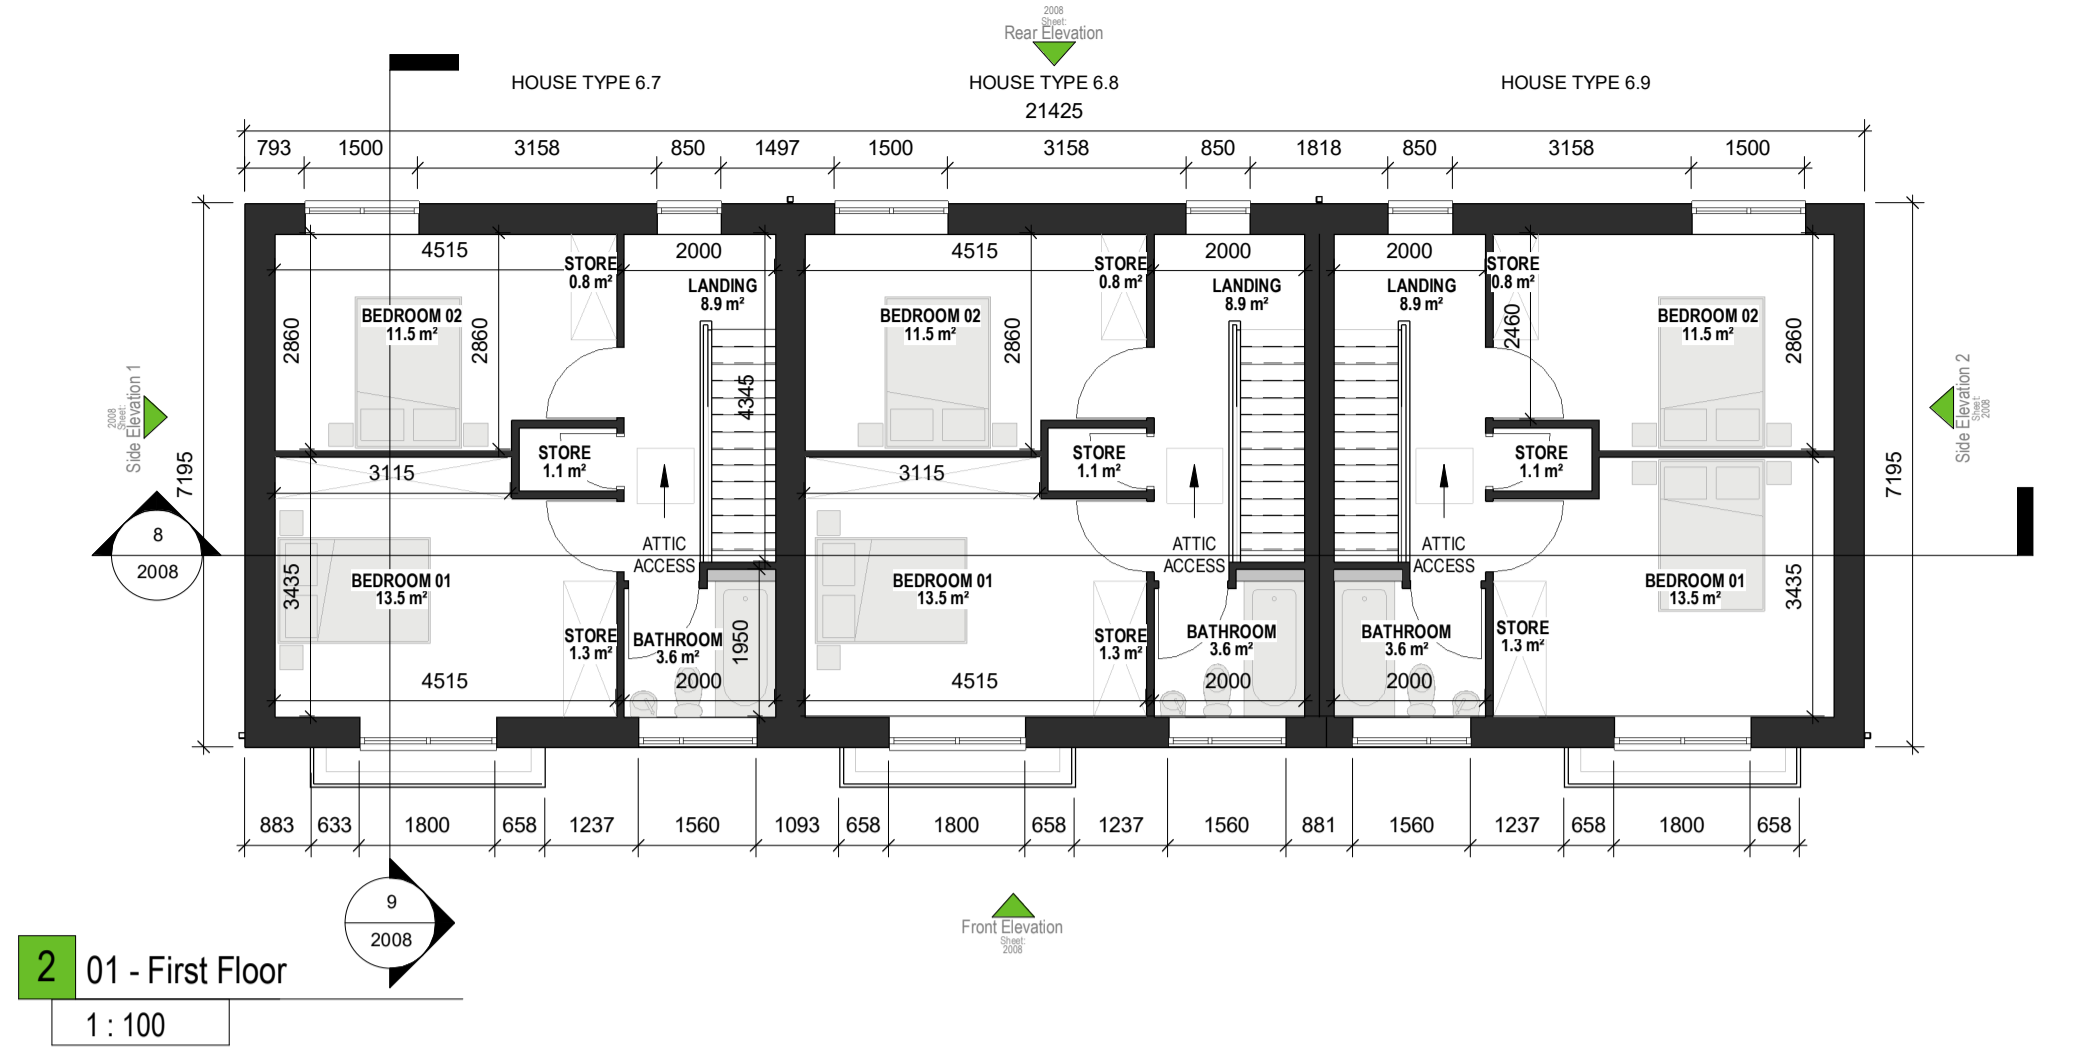 2008
Sheet:
Rear Elevation
HOUSE TYPE 6.7
HOUSE TYPE 6.8
HOUSE TYPE 6.9
21425
793 1500 3158 850 1497 1500 3158 850 1818 850 3158 1500
4515
2000
4515
2000
2000
STORE
0.8 m²
STORE
0.8 m²
STORE
0.8 m²
LANDING
8.9 m²
LANDING
8.9 m²
LANDING
8.9 m²
BEDROOM 02
11.5 m²
BEDROOM 02
11.5 m²
BEDROOM 02
11.5 m²
2860
2860
2860
2460
2860
4345
2008
Sheet:
Side Elevation 1
Side Elevation 2
Sheet:
2008
7195
7195
STORE
1.1 m²
STORE
1.1 m²
STORE
1.1 m²
3115
3115
8
2008
ATTIC
ACCESS
ATTIC
ACCESS
ATTIC
ACCESS
BEDROOM 01
13.5 m²
BEDROOM 01
13.5 m²
BEDROOM 01
13.5 m²
3435
3435
STORE
1.3 m²
STORE
1.3 m²
STORE
1.3 m²
BATHROOM
3.6 m²
BATHROOM
3.6 m²
BATHROOM
3.6 m²
1950
4515
2000
4515
2000
2000
883 633 1800 658 1237 1560 1093 658 1800 658 1237 1560 881 1560 1237 658 1800 658
9
2008
Front Elevation
Sheet:
2008
2 01 - First Floor
1 : 100